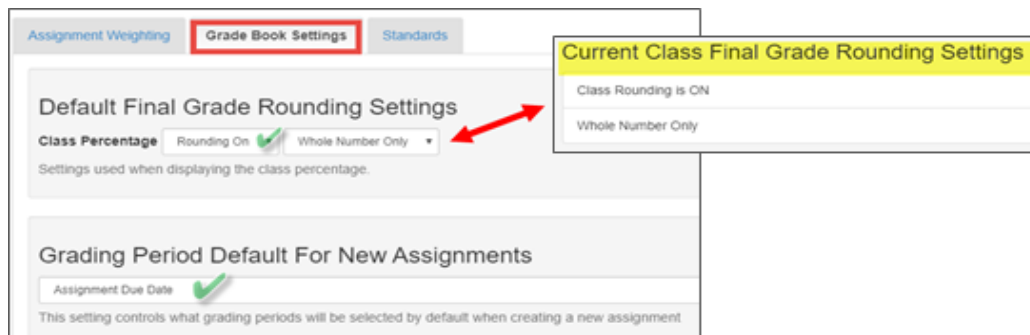 Assignment Weighting Grade Book Settings Standards
Default Final Grade Rounding Settings
Class Percentage Rounding On Whole Number Only
Settings used when displaying the class percentage.
Grading Period Default For New Assignments
Assignment Due Date
This setting controls what grading periods will be selected by default when creating a new assignment
Current Class Final Grade Rounding Settings
Class Rounding is ON
Whole Number Only